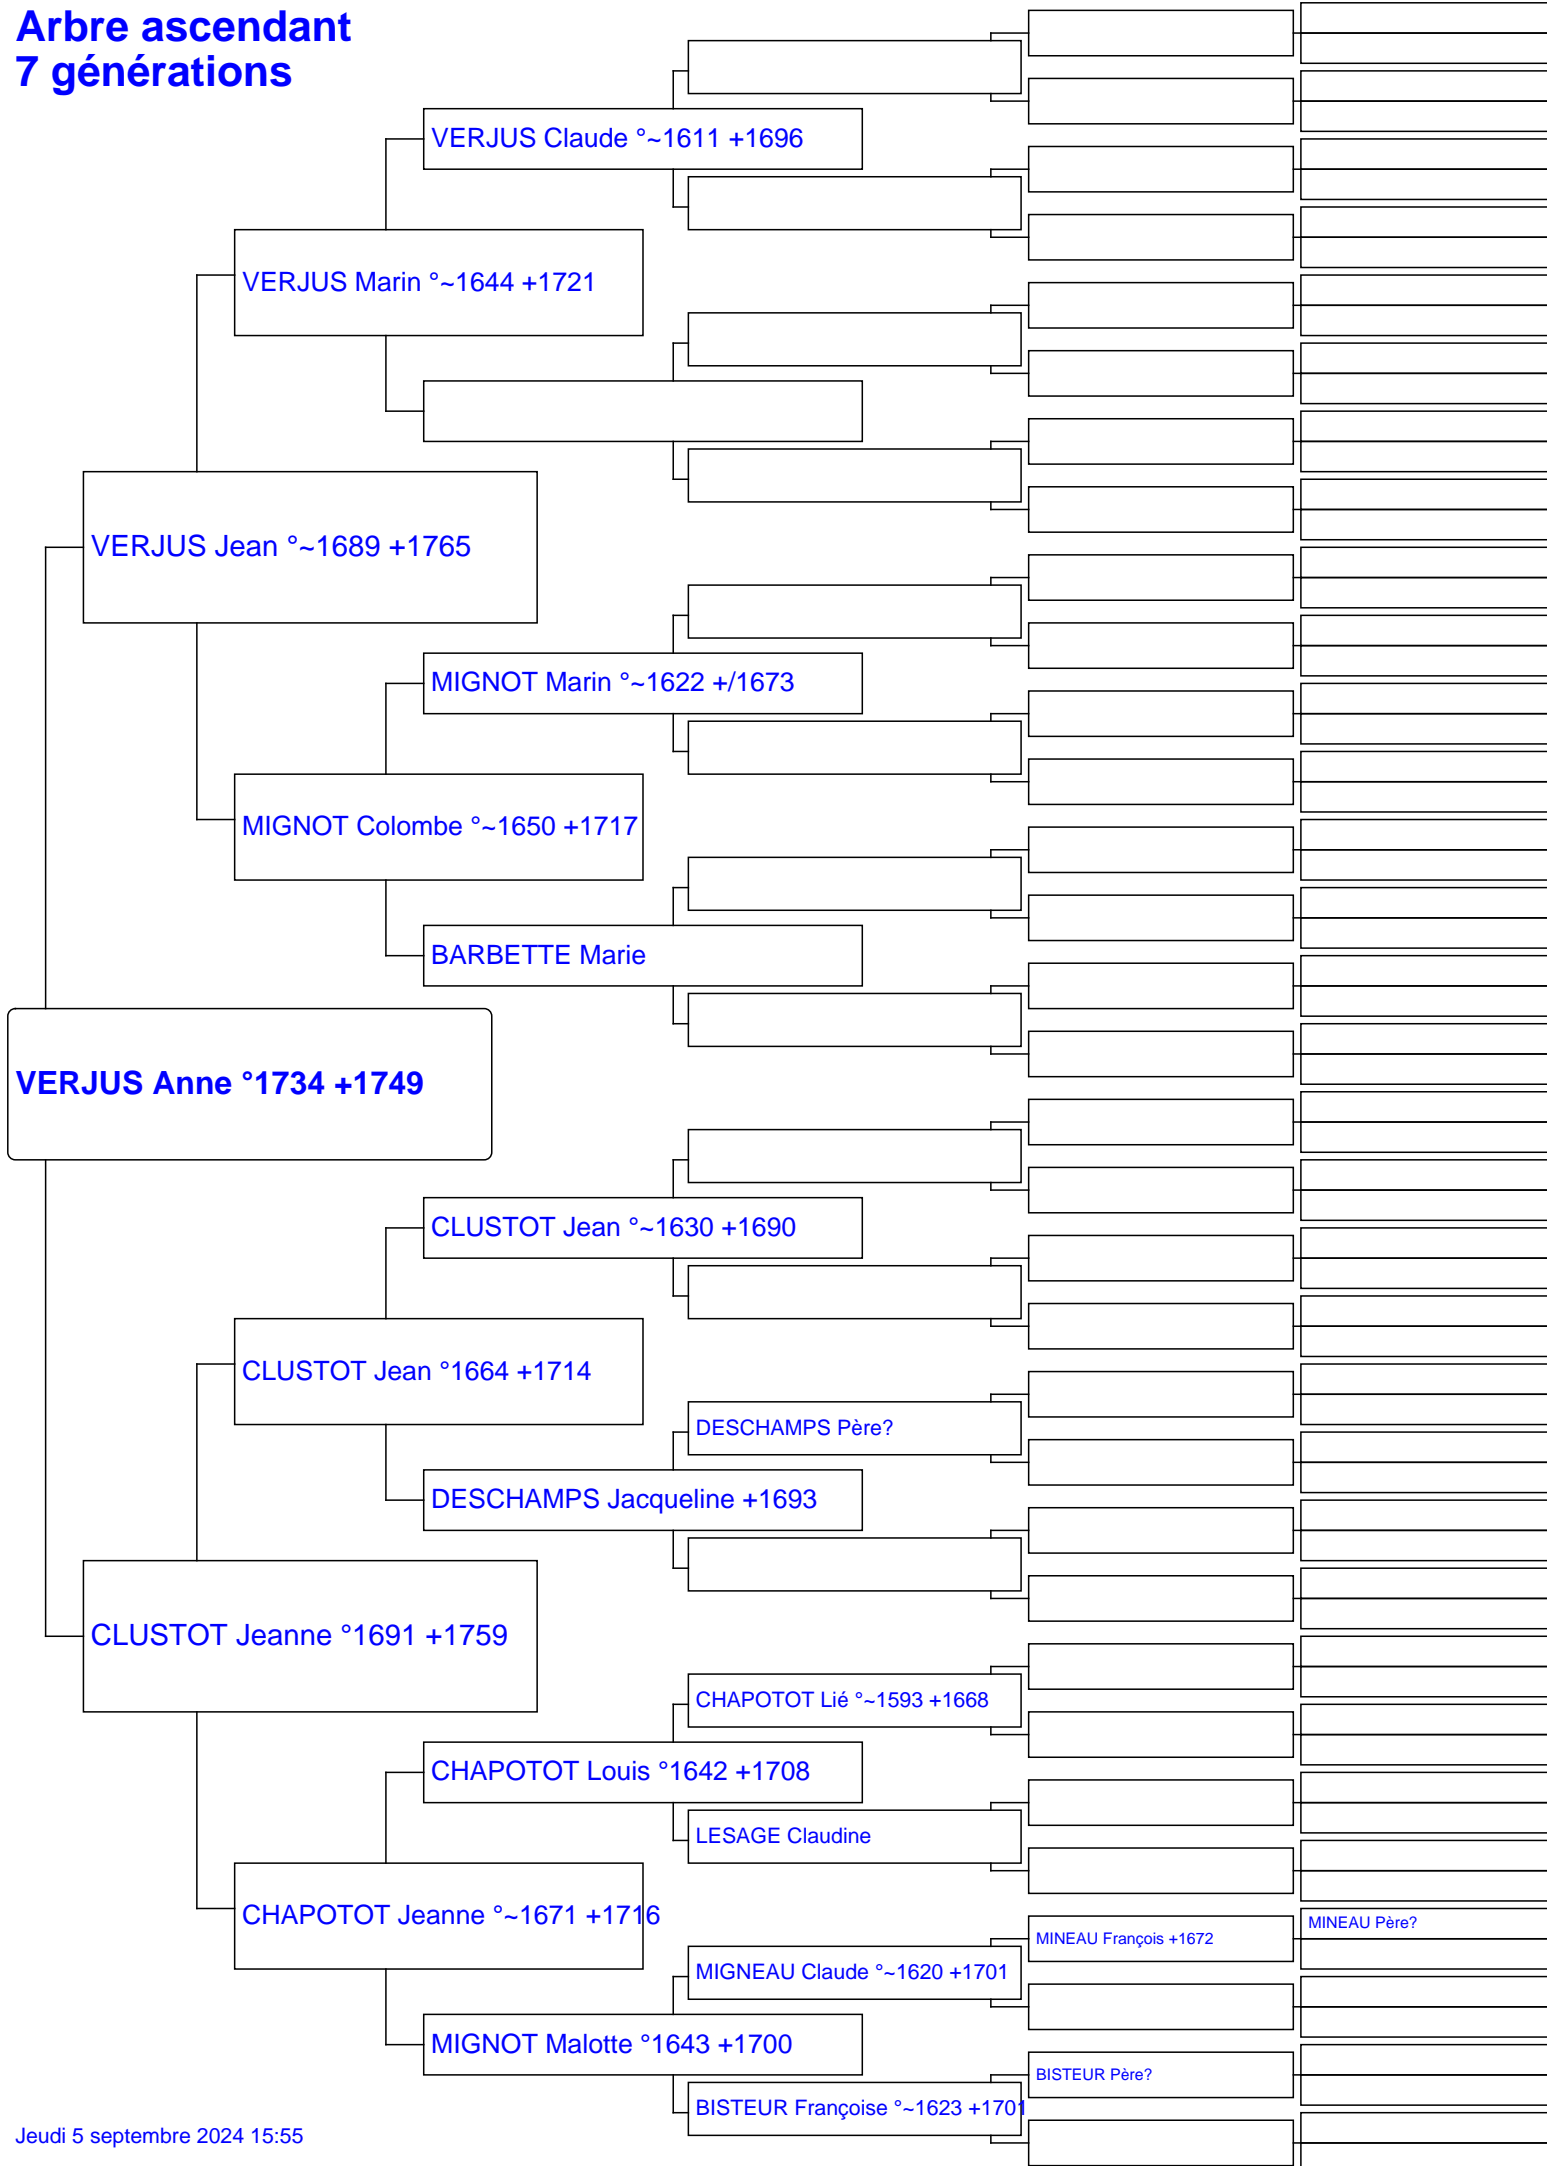 Arbre ascendant
7 générations
VERJUS Claude °~1611 +1696
VERJUS Marin °~1644 +1721
VERJUS Jean °~1689 +1765
MIGNOT Marin °~1622 +/1673
MIGNOT Colombe °~1650 +1717
BARBETTE Marie
VERJUS Anne °1734 +1749
CLUSTOT Jean °~1630 +1690
CLUSTOT Jean °1664 +1714
DESCHAMPS Père?
DESCHAMPS Jacqueline +1693
CLUSTOT Jeanne °1691 +1759
CHAPOTOT Lié °~1593 +1668
CHAPOTOT Louis °1642 +1708
LESAGE Claudine
CHAPOTOT Jeanne °~1671 +1716
MINEAU Père?
MINEAU François +1672
MIGNEAU Claude °~1620 +1701
MIGNOT Malotte °1643 +1700
BISTEUR Père?
BISTEUR Françoise °~1623 +1701
Jeudi 5 septembre 2024 15:55